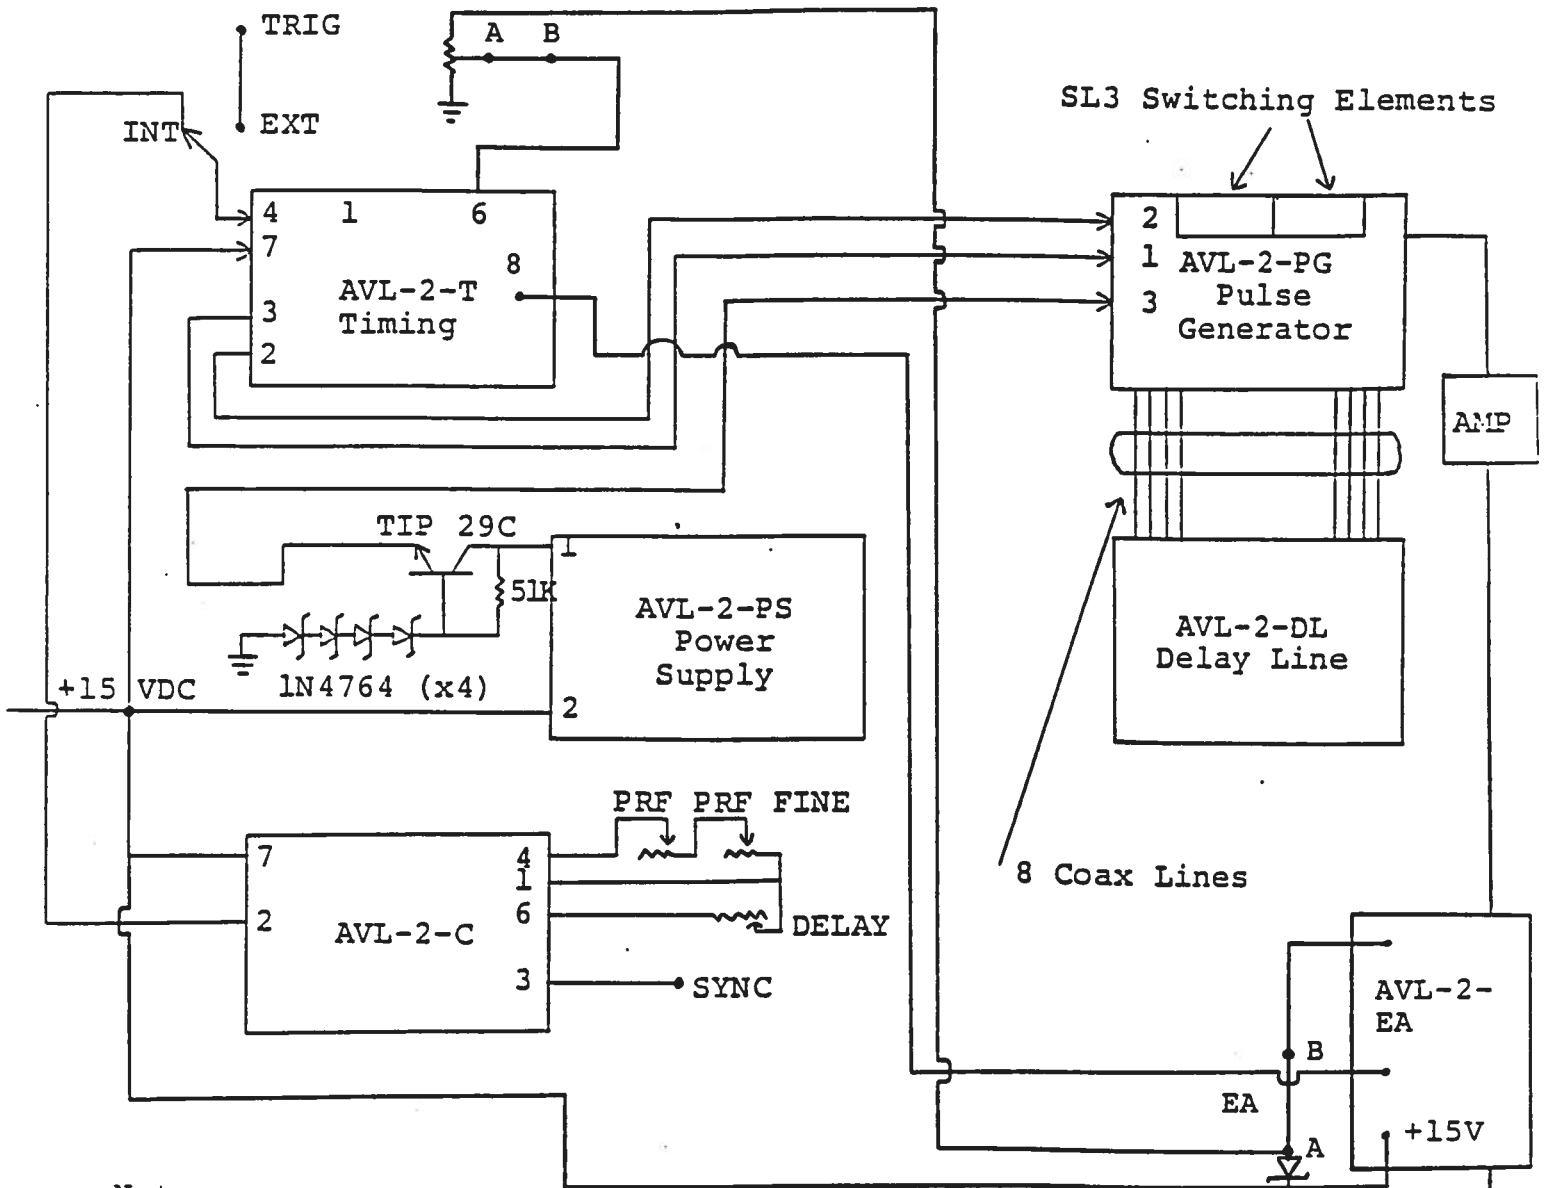 TRIG
A B
SL3 Switching Elements
INT
EXT
4 1 6
7
8
AVL-2-T
Timing
3
2
2
1
3
AVL-2-PG
Pulse
Generator
AMP
TIP 29C
1
51K
AVL-2-PS
Power
Supply
2
AVL-2-DL
Delay Line
1N4764 (x4)
+15 VDC
PRF PRF FINE
7
2
AVL-2-C
4
1
6
3
DELAY
SYNC
8 Coax Lines
AVL-2-
EA
B
EA
A
+15V